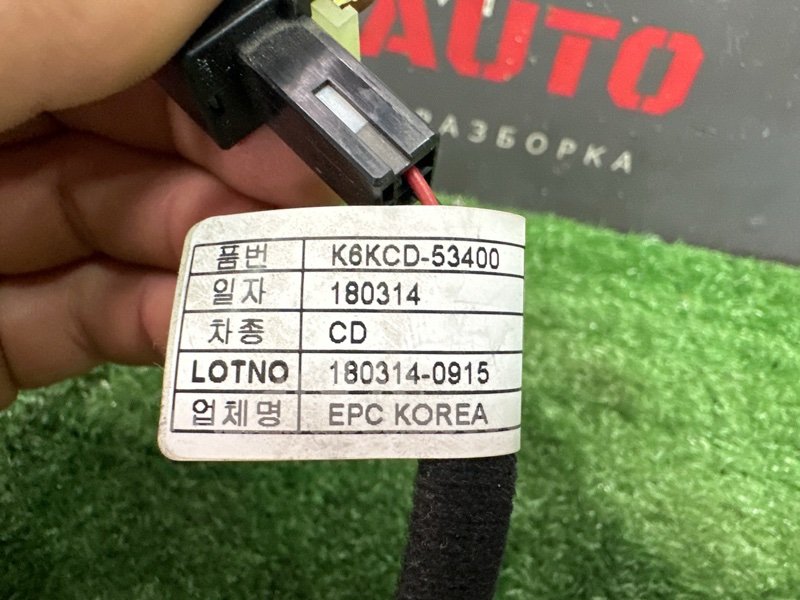 AUTO
РАЗБОРКА
품번 K6KCD-53400
일자 180314
차종 CD
LOTNO 180314-0915
업체명 EPC KOREA